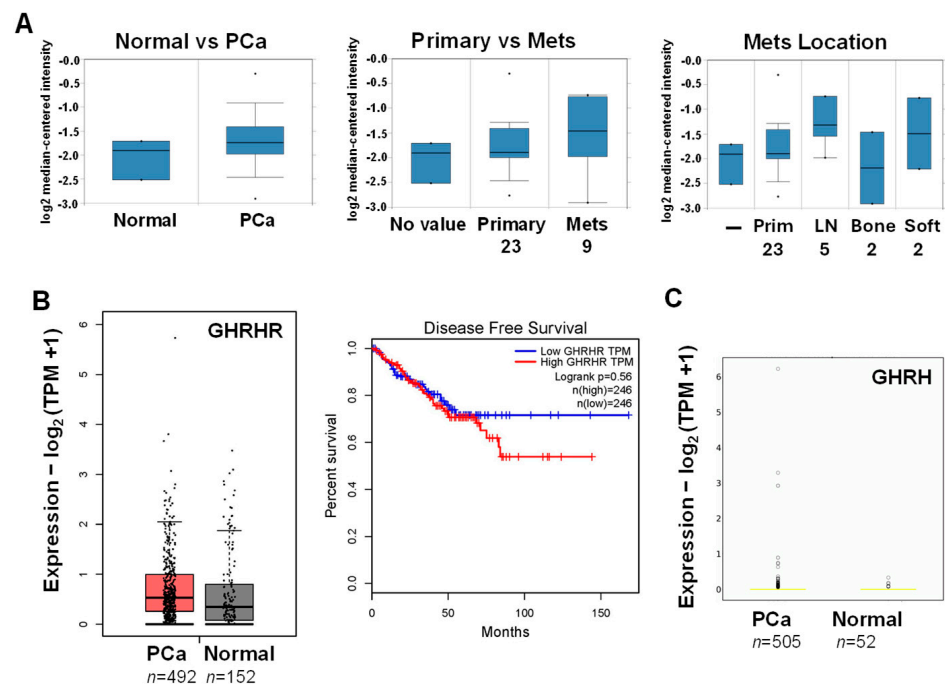 A
Normal vs PCa
log2 median-centered intensity
-0.0
-1.0
-1.5
-2.0
-2.5
-3.0
Normal PCa
Primary vs Mets
log2 median-centered intensity
-0.0
-1.0
-1.5
-2.0
-2.5
-3.0
No value Primary Mets
23 9
Mets Location
log2 median-centered intensity
-0.0
-1.0
-1.5
-2.0
-2.5
-3.0
– Prim LN Bone Soft
23 5 2 2
B
GHRHR
Expression – log2 (TPM +1)
6
5
4
3
2
1
0
PCa Normal
n=492 n=152
Disease Free Survival
Low GHRHR TPM
High GHRHR TPM
Logrank p=0.56
n(high)=246
n(low)=246
Percent survival
1.0
0.8
0.6
0.4
0.2
0.0
0 50 100 150
Months
C
GHRH
Expression – log2 (TPM +1)
6
5
4
3
2
1
0
PCa Normal
n=505 n=52